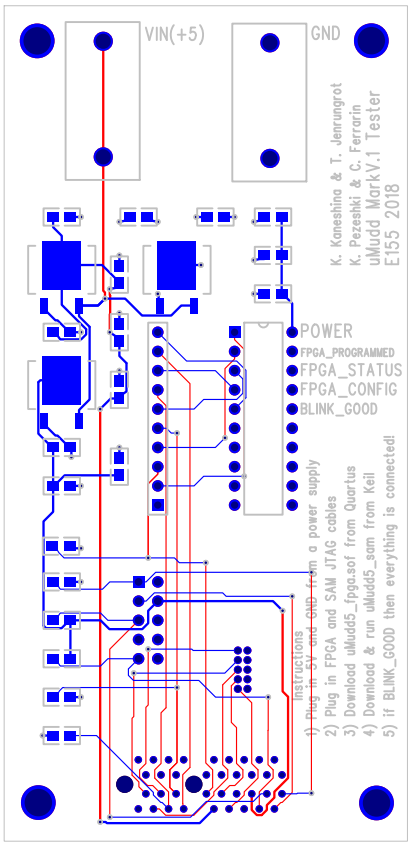 VIN(+5)
GND
K. Kaneshina & T. Jenrungrot
K. Pezeshki & C. Ferrarin
uMudd MarkV.1 Tester
E155 2018
POWER
FPGA_PROGRAMMED
FPGA_STATUS
FPGA_CONFIG
BLINK_GOOD
Instructions
1) Plug in 5V and GND from a power supply
2) Plug in FPGA and SAM JTAG cables
3) Download uMudd5_fpga.sof from Quartus
4) Download & run uMudd5_sam from Keil
5) if BLINK_GOOD then everything is connected!